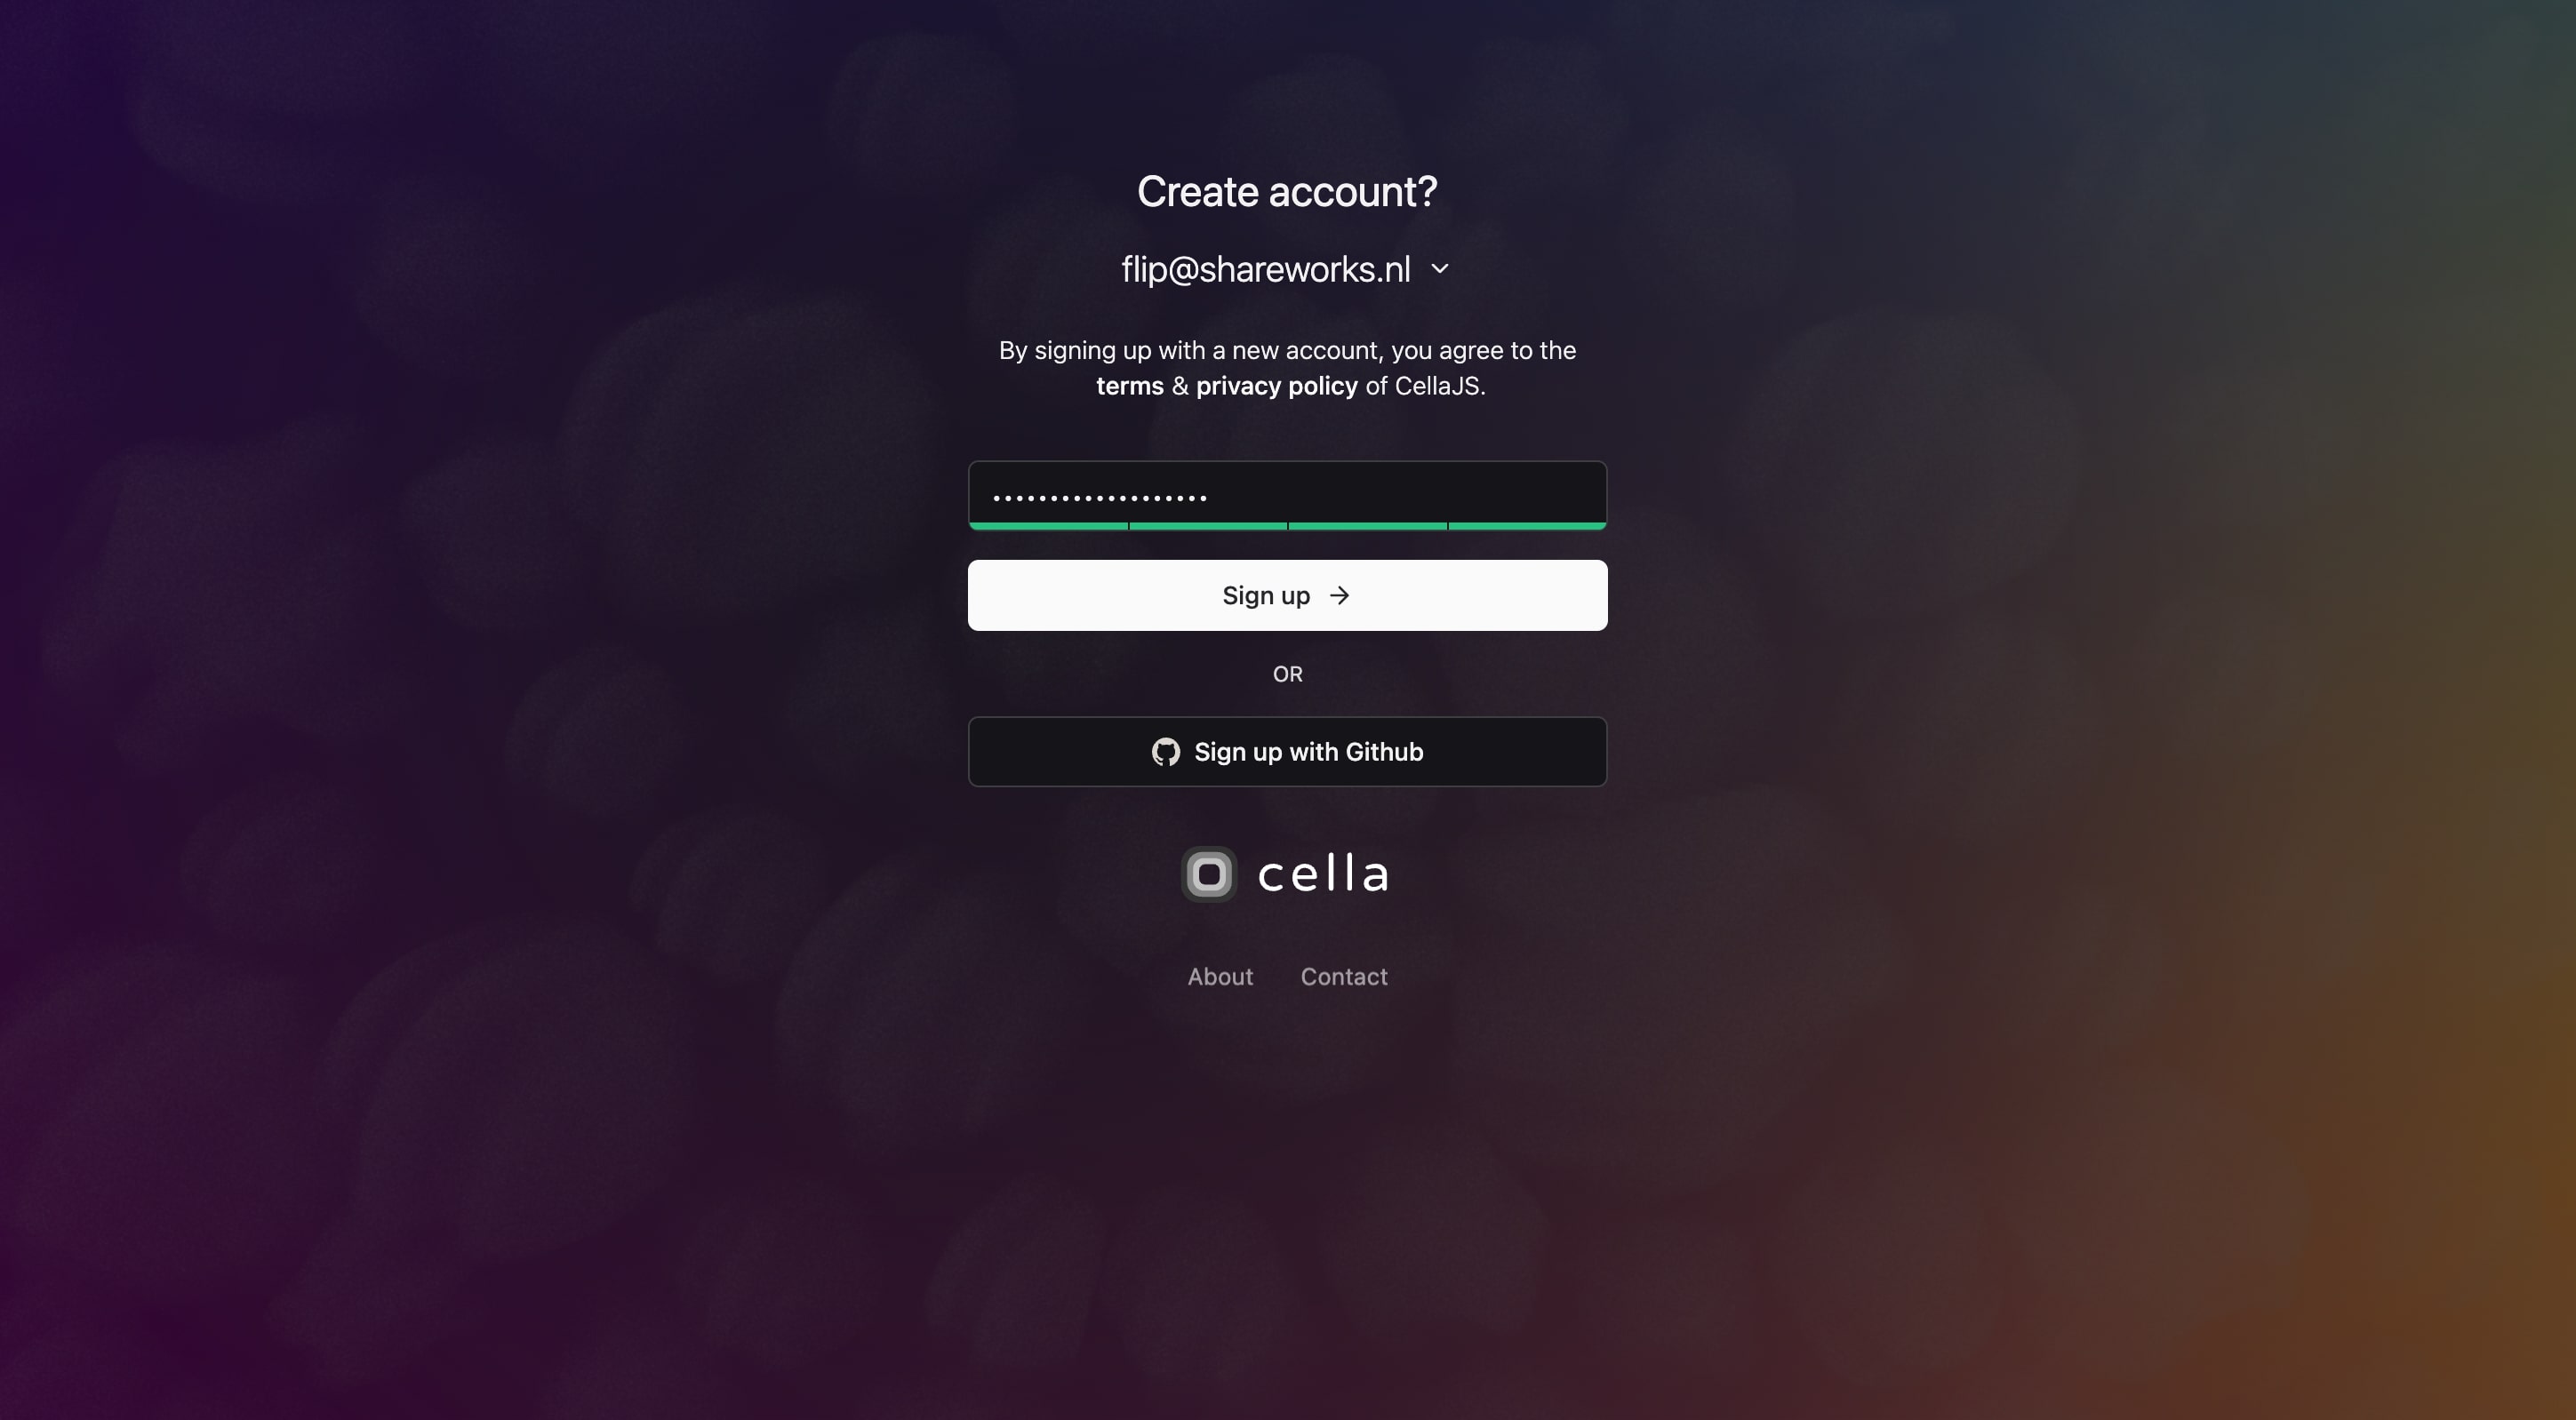 Create account?
flip@shareworks.nl
By signing up with a new account, you agree to the
terms & privacy policy of CellaJS.
•••••••••••••••••••
Sign up →
OR
Sign up with Github
cella
About Contact